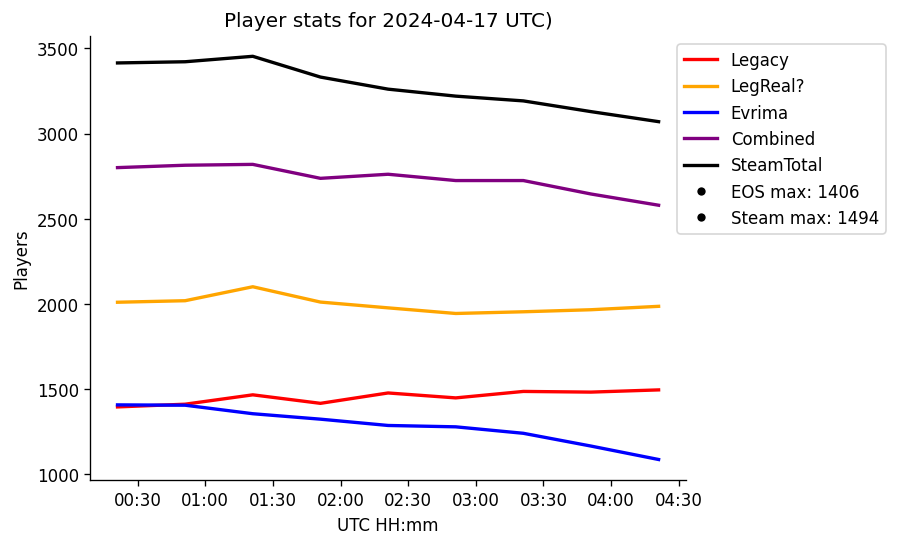 Player stats for 2024-04-17 UTC)
3500
3000
2500
2000
1500
1000
Players
00:30 01:00 01:30 02:00 02:30 03:00 03:30 04:00 04:30
UTC HH:mm
Legacy
LegReal?
Evrima
Combined
SteamTotal
EOS max: 1406
Steam max: 1494